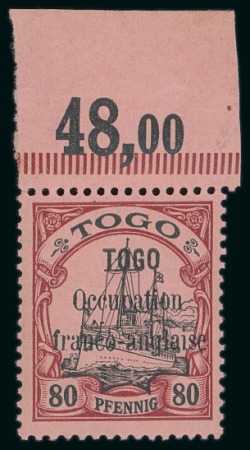 48,00
TOGO
TOGO
Occupation
franco-anglaise
80 PFENNIG 80